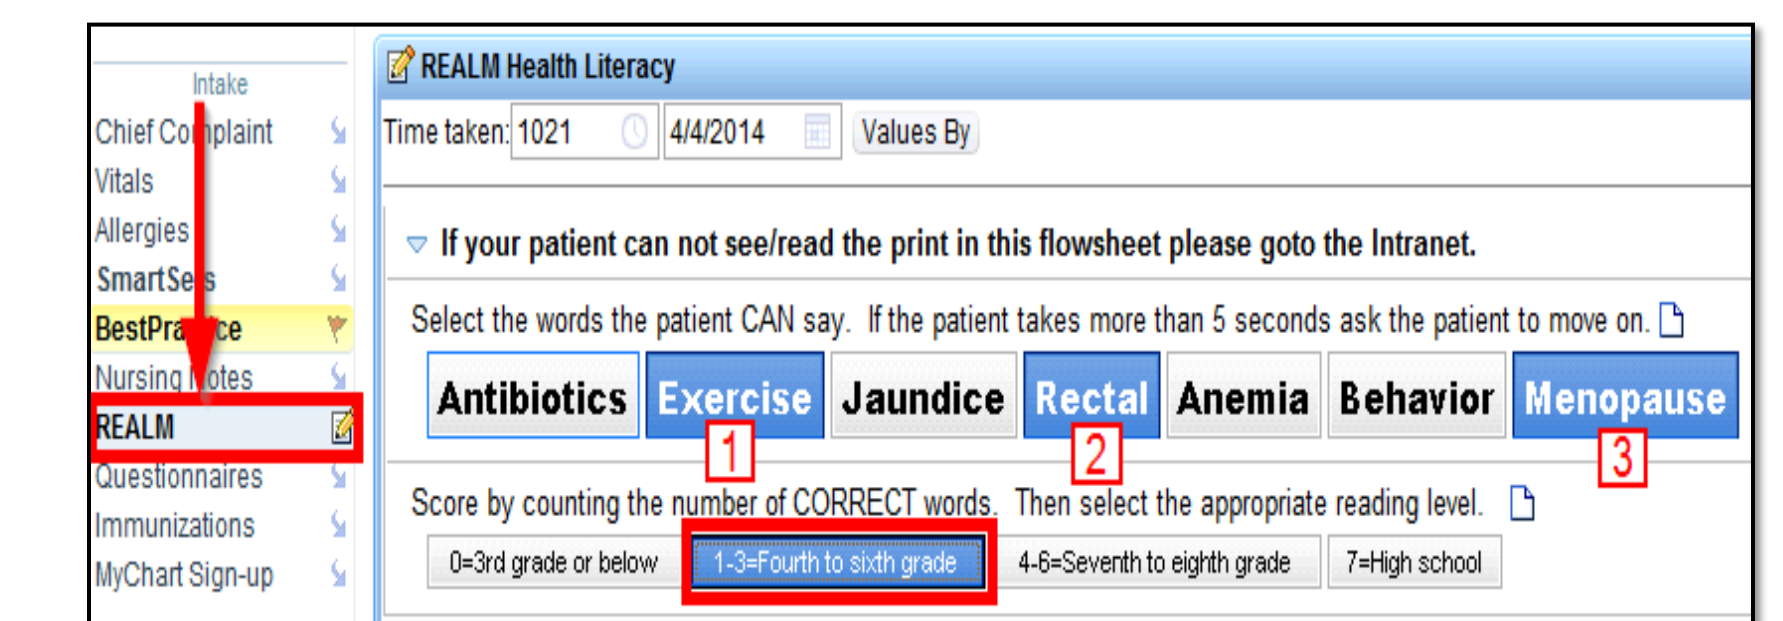 Intake
Chief Complaint
Vitals
Allergies
SmartSets
BestPractice
Nursing Notes
REALM
Questionnaires
Immunizations
MyChart Sign-up
REALM Health Literacy
Time taken: 1021 4/4/2014 Values By
If your patient can not see/read the print in this flowsheet please goto the Intranet.
Select the words the patient CAN say. If the patient takes more than 5 seconds ask the patient to move on.
Antibiotics Exercise Jaundice Rectal Anemia Behavior Menopause
1 2 3
Score by counting the number of CORRECT words. Then select the appropriate reading level.
0=3rd grade or below 1-3=Fourth to sixth grade 4-6=Seventh to eighth grade 7=High school